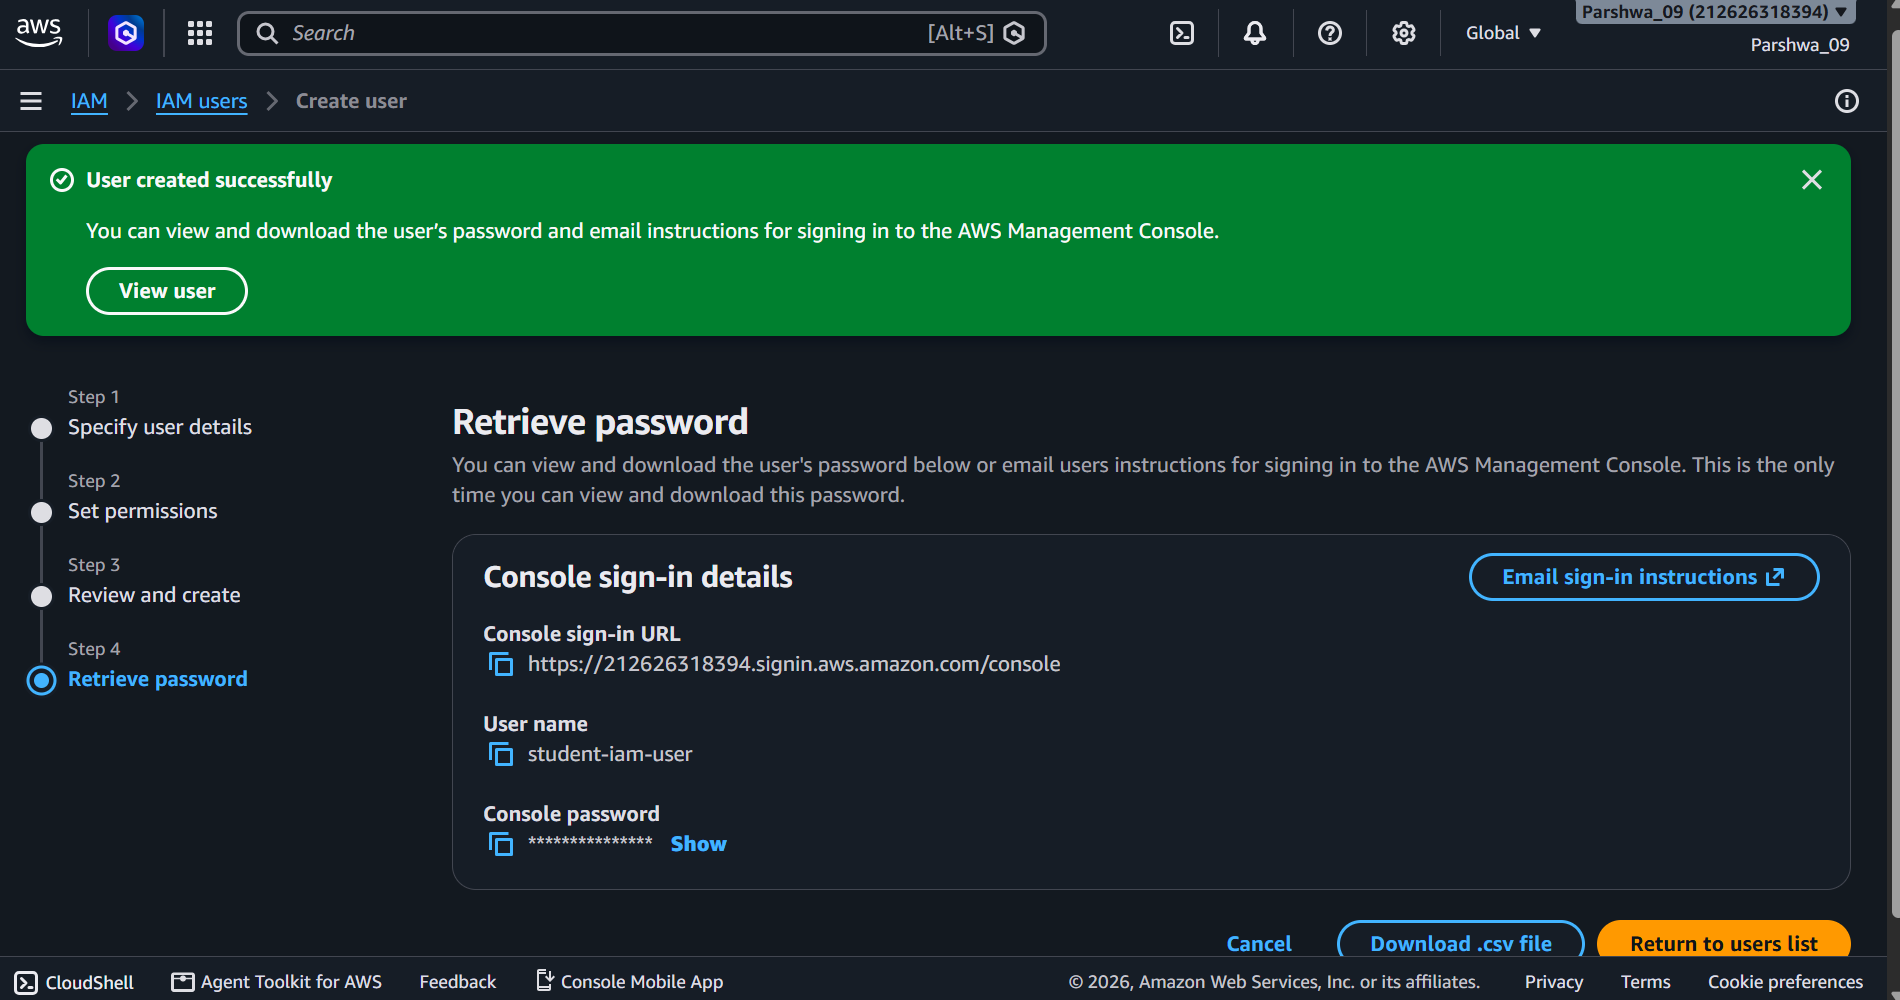 aws
Search
[Alt+S]
Global
Parshwa_09 (212626318394)
Parshwa_09
IAM
IAM users
Create user
User created successfully
You can view and download the user's password and email instructions for signing in to the AWS Management Console.
View user
Step 1
Specify user details
Step 2
Set permissions
Step 3
Review and create
Step 4
Retrieve password
Retrieve password
You can view and download the user's password below or email users instructions for signing in to the AWS Management Console. This is the only
time you can view and download this password.
Console sign-in details
Email sign-in instructions
Console sign-in URL
https://212626318394.signin.aws.amazon.com/console
User name
student-iam-user
Console password
*************** Show
Cancel
Download .csv file
Return to users list
CloudShell
Agent Toolkit for AWS
Feedback
Console Mobile App
© 2026, Amazon Web Services, Inc. or its affiliates.
Privacy
Terms
Cookie preferences